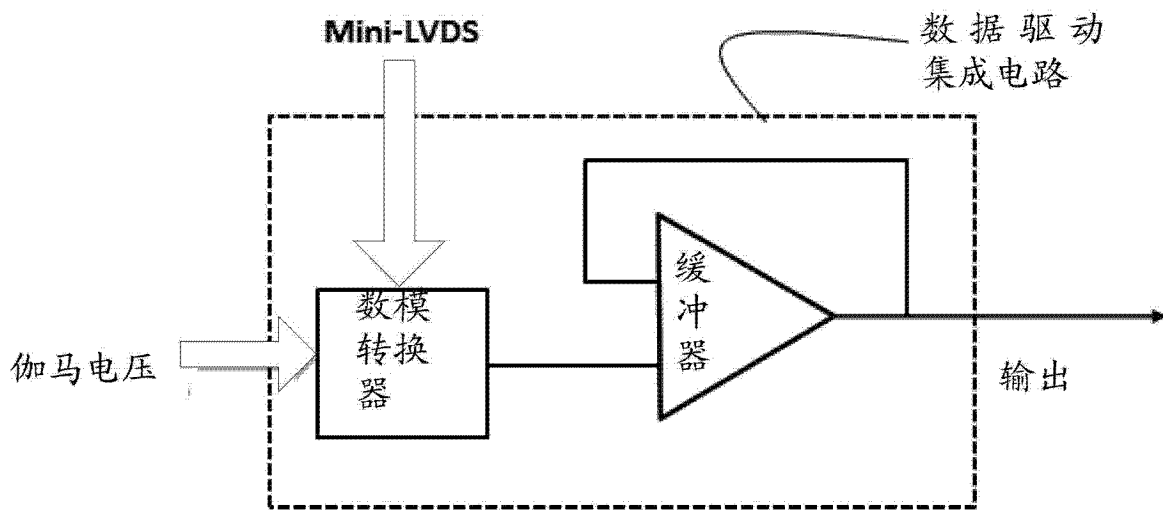 Mini-LVDS
数据驱动
集成电路
伽马电压
数模
转换
器
缓
冲
器
输出